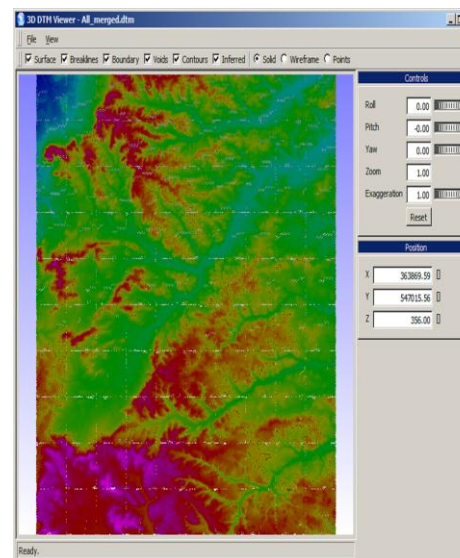 3D DTM Viewer - All_merged.dtm
File View
Surface Breaklines Boundary Voids Contours Inferred Solid Wireframe Points
Controls
Roll 0.00
Pitch -0.00
Yaw 0.00
Zoom 1.00
Exaggeration 1.00
Reset
Position
X 363869.59
Y 547015.56
Z 356.00
Ready.